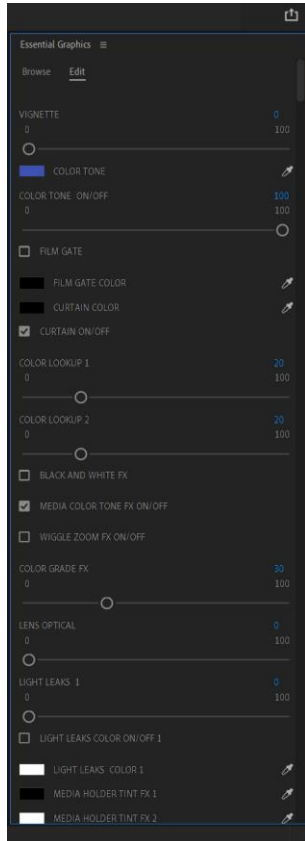 Essential Graphics
Browse Edit
VIGNETTE 0
0 100
COLOR TONE
COLOR TONE ON/OFF 100
0 100
FILM GATE
FILM GATE COLOR
CURTAIN COLOR
CURTAIN ON/OFF
COLOR LOOKUP 1 20
0 100
COLOR LOOKUP 2 20
0 100
BLACK AND WHITE FX
MEDIA COLOR TONE FX ON/OFF
WIGGLE ZOOM FX ON/OFF
COLOR GRADE FX 30
0 100
LENS OPTICAL 0
0 100
LIGHT LEAKS 1 0
0 100
LIGHT LEAKS COLOR ON/OFF 1
LIGHT LEAKS COLOR 1
MEDIA HOLDER TINT FX 1
MEDIA HOLDER TINT FX 2